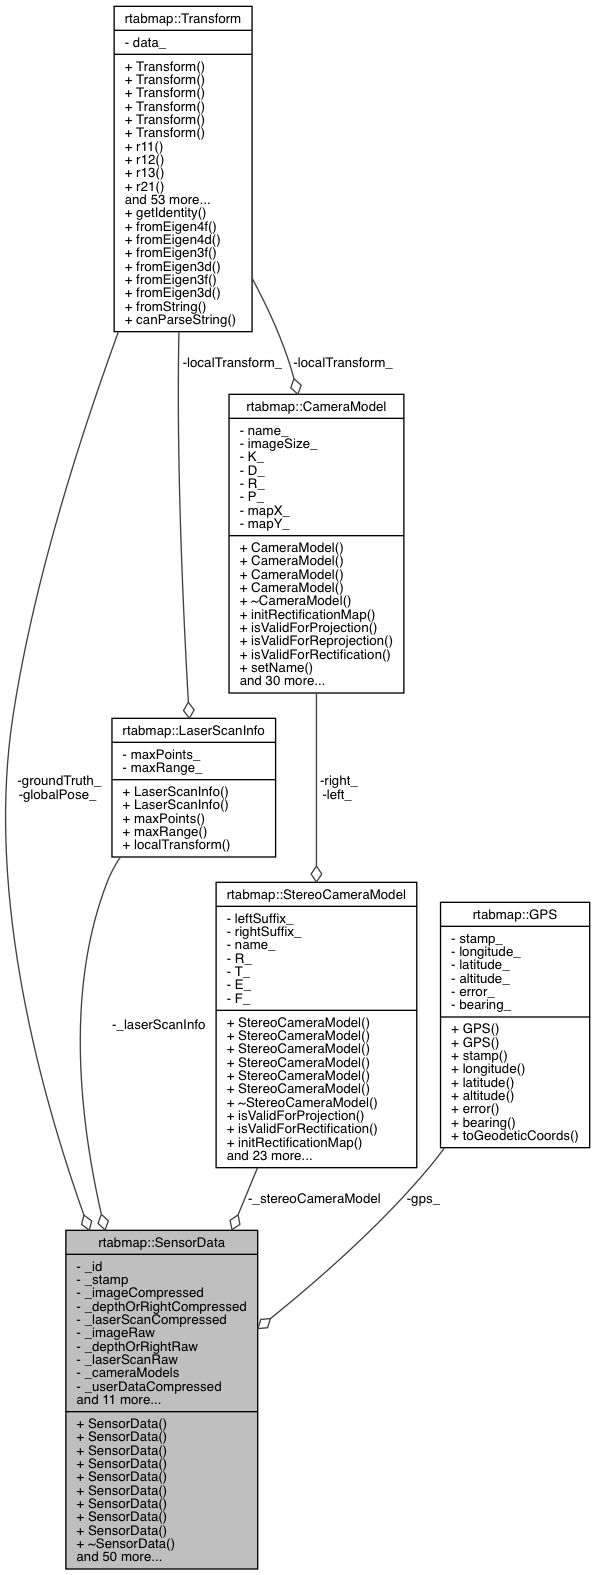 rtabmap::Transform
- data_
+ Transform()
+ Transform()
+ Transform()
+ Transform()
+ Transform()
+ Transform()
+ r11()
+ r12()
+ r13()
+ r21()
and 53 more...
+ getIdentity()
+ fromEigen4f()
+ fromEigen4d()
+ fromEigen3f()
+ fromEigen3d()
+ fromEigen3f()
+ fromEigen3d()
+ fromString()
+ canParseString()
-localTransform_
-localTransform_
rtabmap::CameraModel
- name_
- imageSize_
- K_
- D_
- R_
- P_
- mapX_
- mapY_
+ CameraModel()
+ CameraModel()
+ CameraModel()
+ CameraModel()
+ ~CameraModel()
+ initRectificationMap()
+ isValidForProjection()
+ isValidForReprojection()
+ isValidForRectification()
+ setName()
and 30 more...
rtabmap::LaserScanInfo
- maxPoints_
- maxRange_
+ LaserScanInfo()
+ LaserScanInfo()
+ maxPoints()
+ maxRange()
+ localTransform()
-groundTruth_
-globalPose_
-right_
-left_
rtabmap::StereoCameraModel
- leftSuffix_
- rightSuffix_
- name_
- R_
- T_
- E_
- F_
+ StereoCameraModel()
+ StereoCameraModel()
+ StereoCameraModel()
+ StereoCameraModel()
+ StereoCameraModel()
+ StereoCameraModel()
+ ~StereoCameraModel()
+ isValidForProjection()
+ isValidForRectification()
+ initRectificationMap()
and 23 more...
rtabmap::GPS
- stamp_
- longitude_
- latitude_
- altitude_
- error_
- bearing_
+ GPS()
+ GPS()
+ stamp()
+ longitude()
+ latitude()
+ altitude()
+ error()
+ bearing()
+ toGeodeticCoords()
-_laserScanInfo
-_stereoCameraModel
-gps_
rtabmap::SensorData
- _id
- _stamp
- _imageCompressed
- _depthOrRightCompressed
- _laserScanCompressed
- _imageRaw
- _depthOrRightRaw
- _laserScanRaw
- _cameraModels
- _userDataCompressed
and 11 more...
+ SensorData()
+ SensorData()
+ SensorData()
+ SensorData()
+ SensorData()
+ SensorData()
+ SensorData()
+ SensorData()
+ SensorData()
+ ~SensorData()
and 50 more...